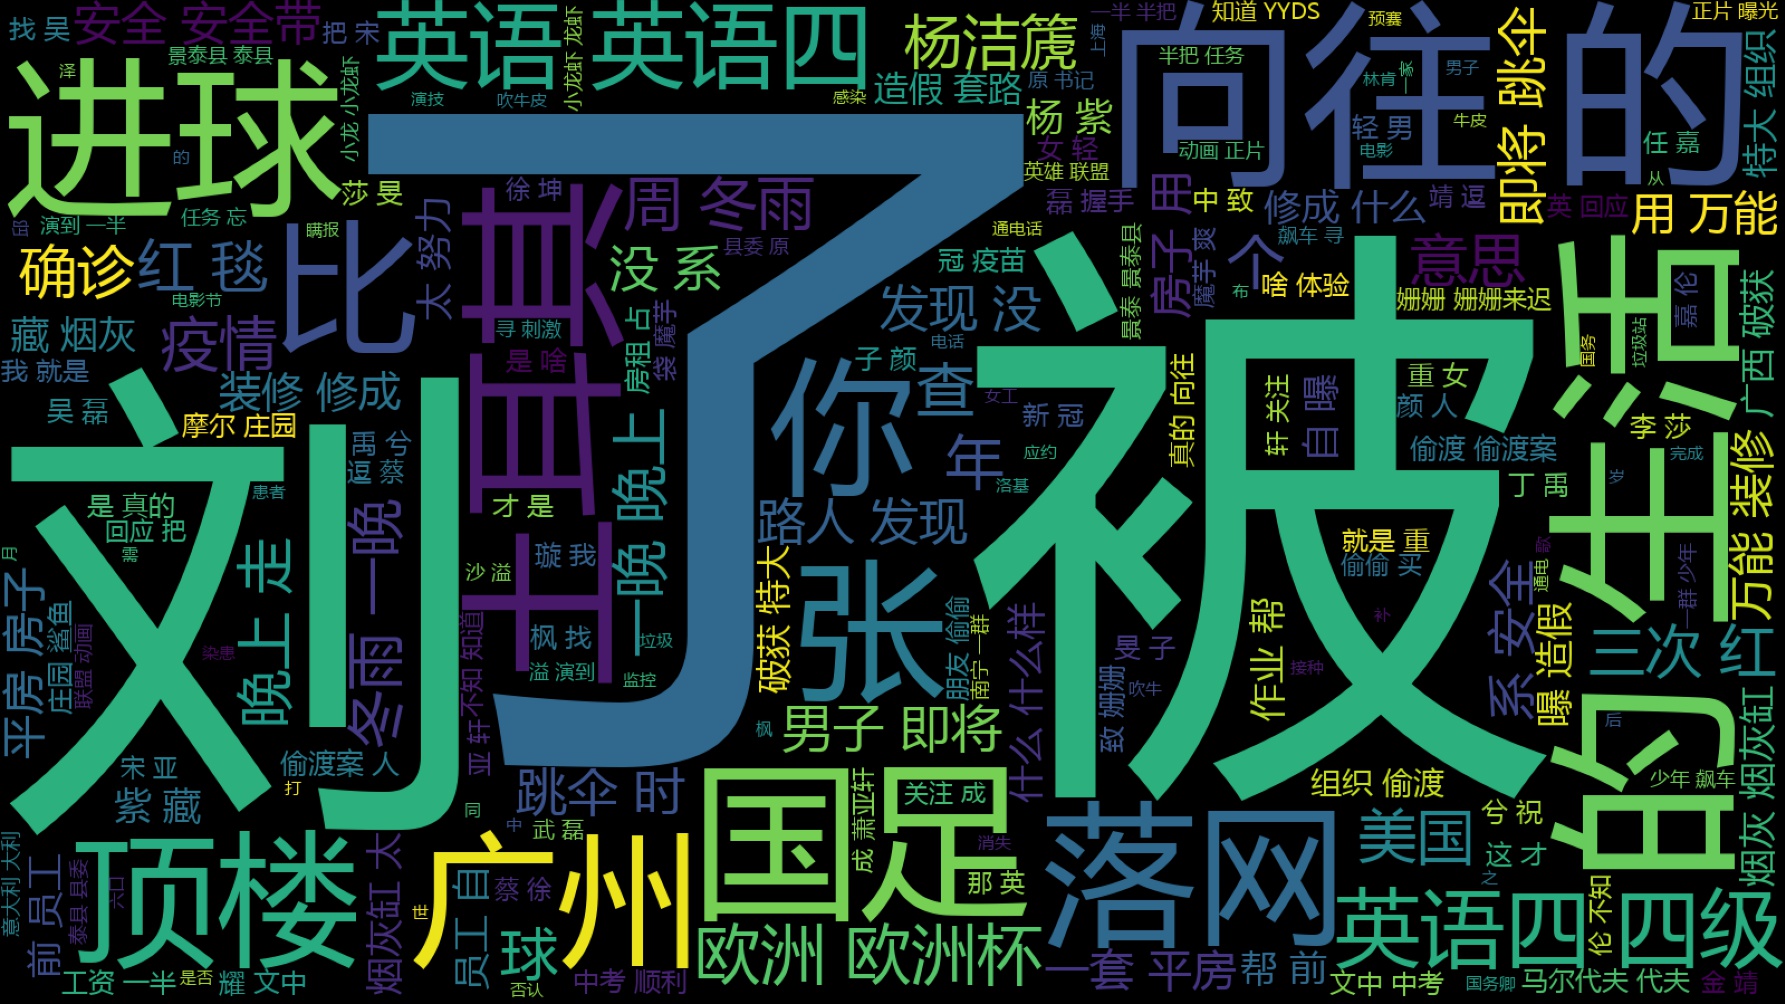 找 吴
安全 安全带
把 宋
英语 英语四
杨洁篪
向往 的
一半 半把
知道 YYDS
预赛
正片 曝光
景泰县 泰县
泽
进球
小龙 小龙虾
小龙虾 龙虾
演技
吹牛皮
感染
造假 套路
原 书记
上海
半把 任务
林肯
一家
男子
即将 跳伞
特大 组织
杨 紫
女 轻
轻 男
牛皮
任 嘉
动画 正片
电影
英雄 联盟
的
莎 旻
徐 坤
周 冬雨
磊 握手
用
中 致
修成 什么
靖 逗
从
英 回应
用 万能
邱
演到 一半
任务 忘
瞒报
太 努力
了
县委 原
通电话
飙车 寻
确诊
红 毯
比
真
没 系
冠 疫苗
景泰 景泰县
房子
个
意思
生活
电影节
魔芋 爽
啥 体验
布
姗姗 姗姗来迟
嘉 伦
广西 破获
藏 烟灰
疫情
寻 刺激
发现 没
被
国务
垃圾站
我 就是
是 啥
房租 占
袋 魔芋
电话
子 颜
装修 修成
你
查
女工
真的 向往
轩 关注
自 曝
重 女
颜 人
吴 磊
摩尔 庄园
新 冠
李 莎
刘
禹 兮
逗 蔡
一晚 晚上
年
应约
偷渡 偷渡案
完成
患者
洛基
丁 禹
岁
万能 装修
是 真的
才 是
路人 发现
回应 把
需
冬雨 一晚
正
璇 我
就是 重
偷偷 买
通电
歌
月
晚上 走
沙 溢
破获 特大
张
一群 少年
平房 房子
庄园 鲨鱼
联盟 动画
染患
不知 知道
枫 找
垃圾
溢 演到
监控
朋友 偷偷
南宁 一群
什么 什么样
旻 子
致 姗姗
吹牛
作业 帮
接种
补
系 安全
曝 造假
三次 红
的
宋 亚
偷渡案 人
紫 藏
打
亚 轩
枫
男子 即将
后
组织 偷渡
少年 飙车
烟灰 烟灰缸
跳伞 时
同
中
武 磊
国足
成 萧亚轩
关注 成
落网
美国
兮 祝
这 才
之
意大利 大利
前 员工
泰县 县委
六口
顶楼
烟灰缸 太
广州
世
员工 自
蔡 徐
消失
那 英
英语四 四级
伦 不知
工资 一半
是否
耀 文中
球
否认
中考 顺利
欧洲 欧洲杯
一套 平房
帮 前
文中 中考
国务卿
马尔代夫 代夫
金 靖